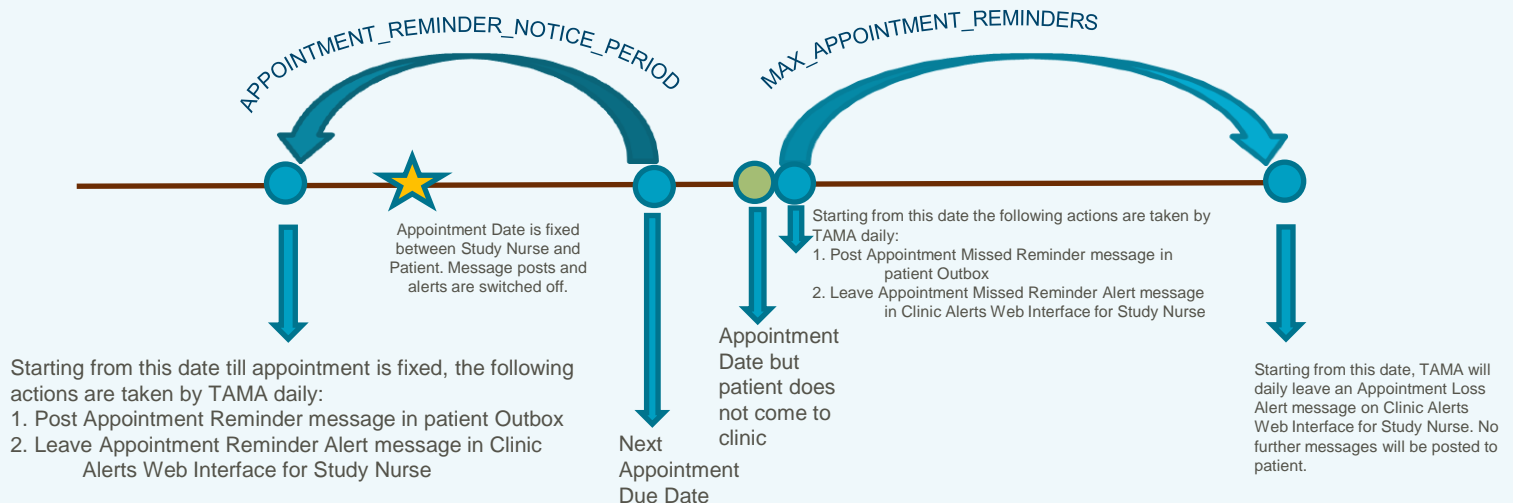 APPOINTMENT_REMINDER_NOTICE_PERIOD
MAX_APPOINTMENT_REMINDERS
Appointment Date is fixed
between Study Nurse and
Patient. Message posts and
alerts are switched off.
Starting from this date the following actions are taken by
TAMA daily:
1. Post Appointment Missed Reminder message in
patient Outbox
2. Leave Appointment Missed Reminder Alert message
in Clinic Alerts Web Interface for Study Nurse
Starting from this date till appointment is fixed, the following
actions are taken by TAMA daily:
1. Post Appointment Reminder message in patient Outbox
2. Leave Appointment Reminder Alert message in Clinic
Alerts Web Interface for Study Nurse
Next
Appointment
Due Date
Appointment
Date but
patient does
not come to
clinic
Starting from this date, TAMA will
daily leave an Appointment Loss
Alert message on Clinic Alerts
Web Interface for Study Nurse. No
further messages will be posted to
patient.